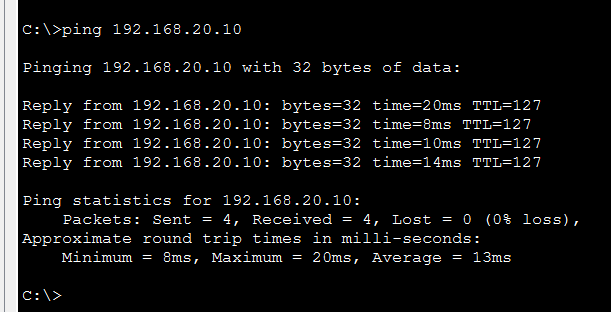 C:\>ping 192.168.20.10
Pinging 192.168.20.10 with 32 bytes of data:
Reply from 192.168.20.10: bytes=32 time=20ms TTL=127
Reply from 192.168.20.10: bytes=32 time=8ms TTL=127
Reply from 192.168.20.10: bytes=32 time=10ms TTL=127
Reply from 192.168.20.10: bytes=32 time=14ms TTL=127
Ping statistics for 192.168.20.10:
    Packets: Sent = 4, Received = 4, Lost = 0 (0% loss),
Approximate round trip times in milli-seconds:
    Minimum = 8ms, Maximum = 20ms, Average = 13ms
C:\>